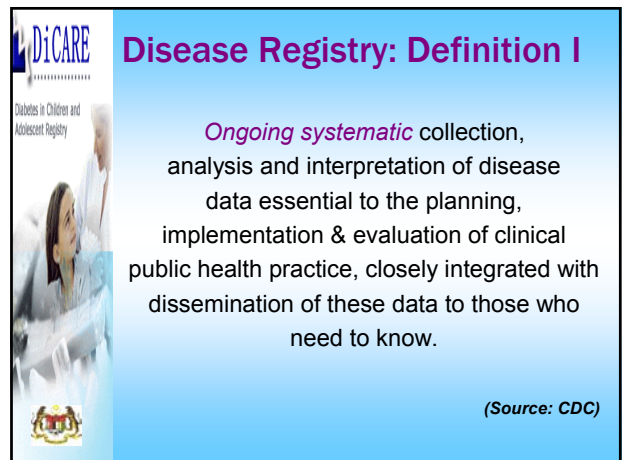 DiCARE
Diabetes in Children and
Adolescent Registry
Disease Registry: Definition I
Ongoing systematic collection,
analysis and interpretation of disease
data essential to the planning,
implementation & evaluation of clinical
public health practice, closely integrated with
dissemination of these data to those who
need to know.
(Source: CDC)